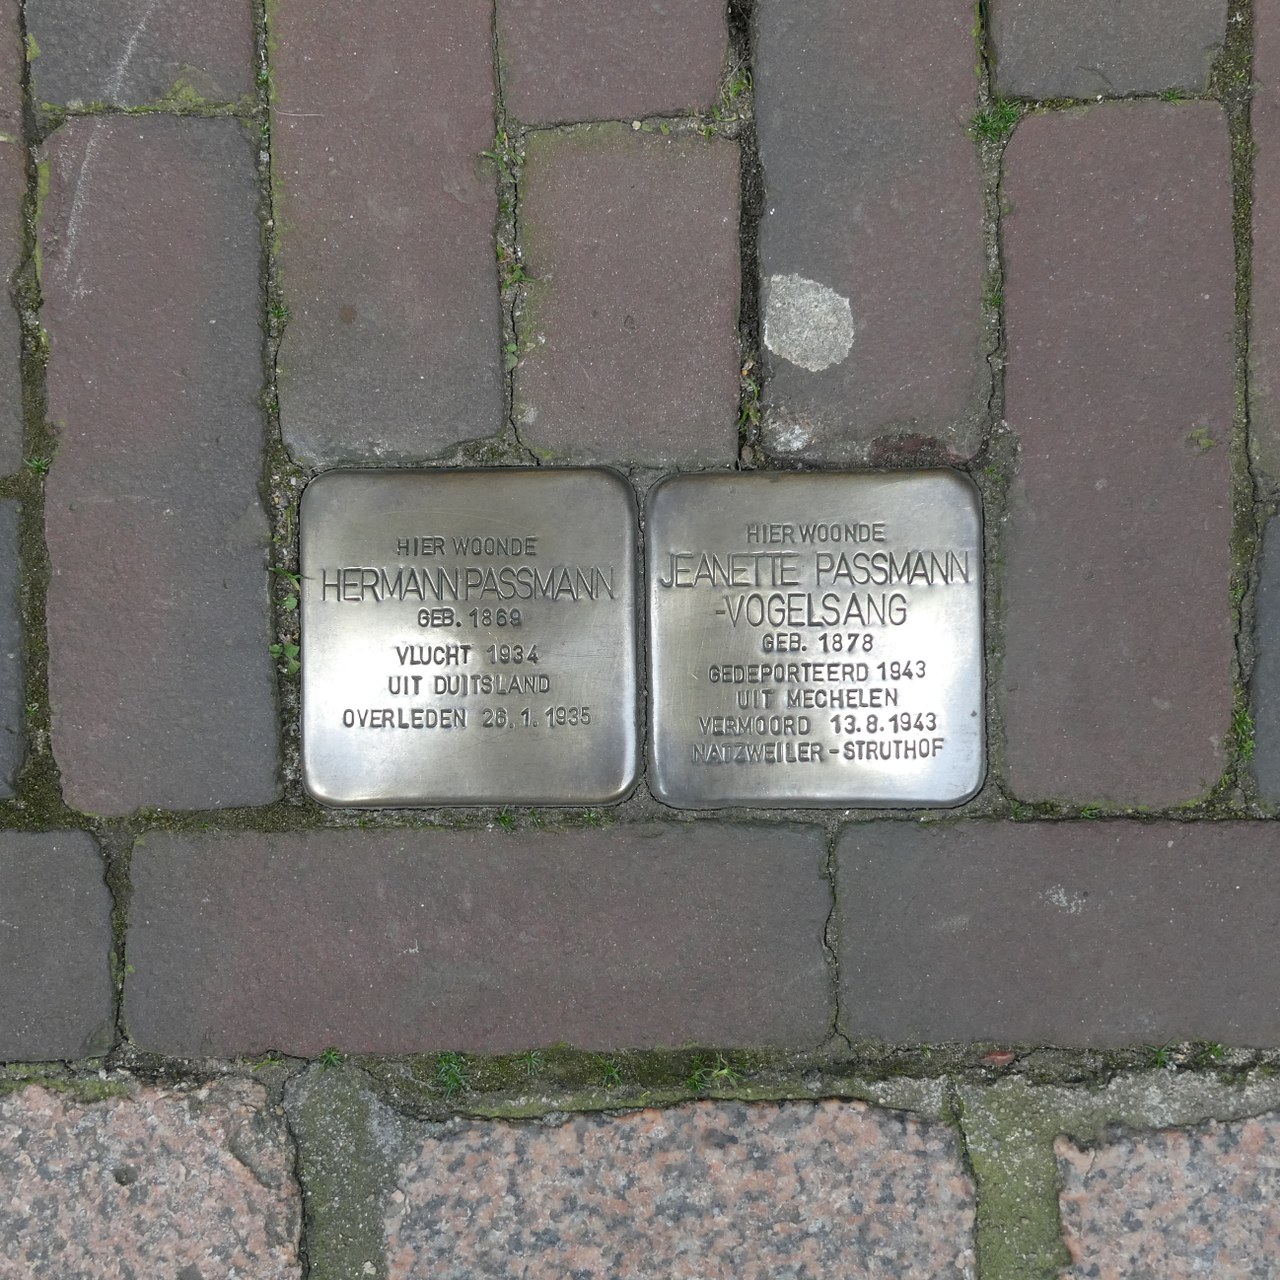 HIER WOONDE
HERMANN PASSMANN
GEB. 1869
VLUCHT 1934
UIT DUITSLAND
OVERLEDEN 26.1.1935
HIER WOONDE
JEANETTE PASSMANN
-VOGELSANG
GEB. 1878
GEDEPORTEERD 1943
UIT MECHELEN
VERMOORD 13.8.1943
NATZWEILER-STRUTHOF